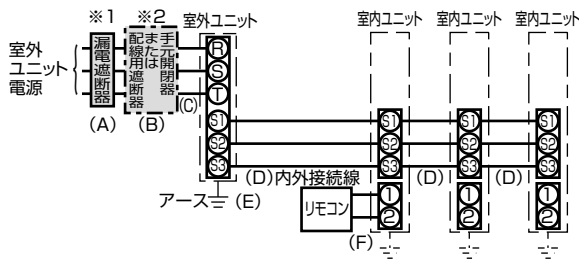 ※1
※2
室外ユニット
室内ユニット
室内ユニット
室内ユニット
室外
ユニット
電源
漏電遮断器
手元開閉器
または
配線用遮断器
(A)
(B)
(C)
R
S
T
S1
S2
S3
S1
S2
S3
S1
S2
S3
S1
S2
S3
(D)内外接続線
(D)
(D)
アース
(E)
リモコン
(F)
1
2
1
2
1
2